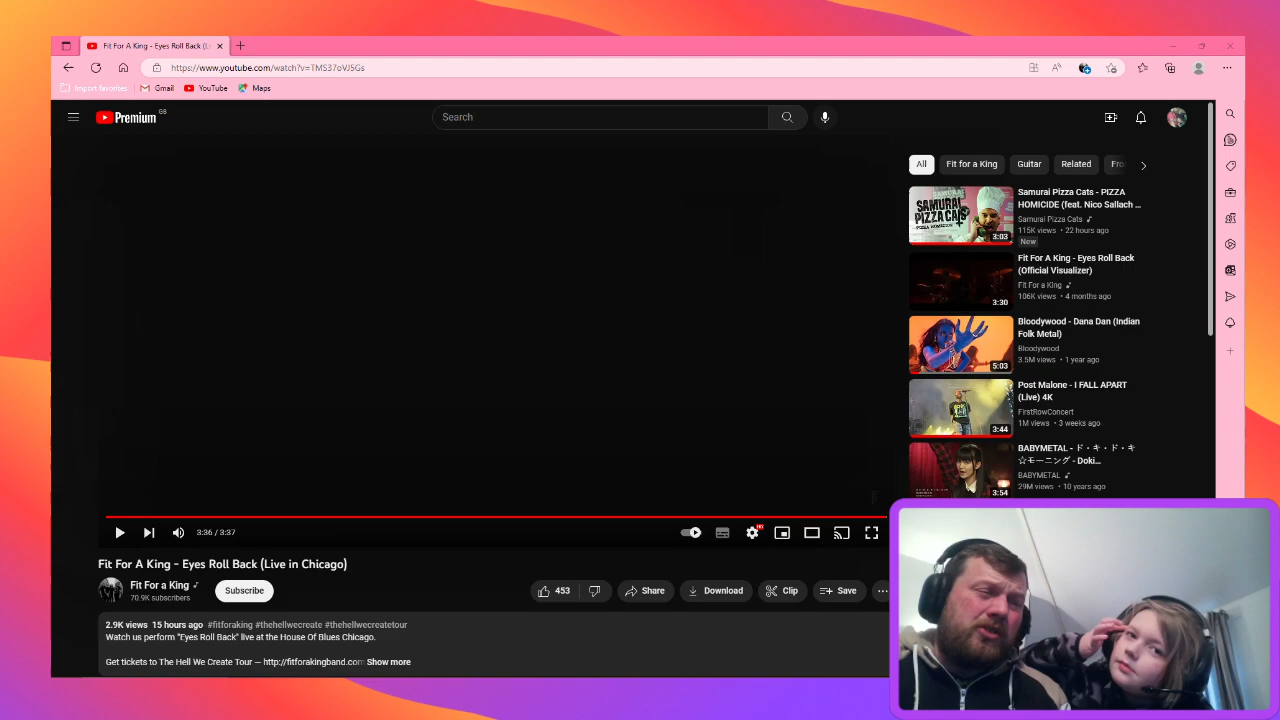 Fit For A King - Eyes Roll Back (L
https://www.youtube.com/watch?v=TMS37oVJ5Gs
Import favorites Gmail YouTube Maps
Premium GB
Search
All Fit for a King Guitar Related Fro
SAMURAI PIZZA CATS
Samurai Pizza Cats - PIZZA
HOMICIDE (feat. Nico Sallach ...
Samurai Pizza Cats
115K views • 22 hours ago
New
3:03
Fit For A King - Eyes Roll Back
(Official Visualizer)
Fit For a King
106K views • 4 months ago
3:30
Bloodywood - Dana Dan (Indian
Folk Metal)
Bloodywood
3.5M views • 1 year ago
5:03
Post Malone - I FALL APART
(Live) 4K
FirstRowConcert
1M views • 3 weeks ago
3:44
BABYMETAL - ド・キ・ド・キ
☆モーニング - Doki...
BABYMETAL
29M views • 10 years ago
3:54
3:36 / 3:37
HD
Fit For A King - Eyes Roll Back (Live in Chicago)
Fit For a King
70.9K subscribers
Subscribe
453 Share Download Clip Save ...
2.9K views 15 hours ago #fitforaking #thehellwecreate #thehellwecreatetour
Watch us perform "Eyes Roll Back" live at the House Of Blues Chicago.
Get tickets to The Hell We Create Tour — http://fitforakingband.com Show more